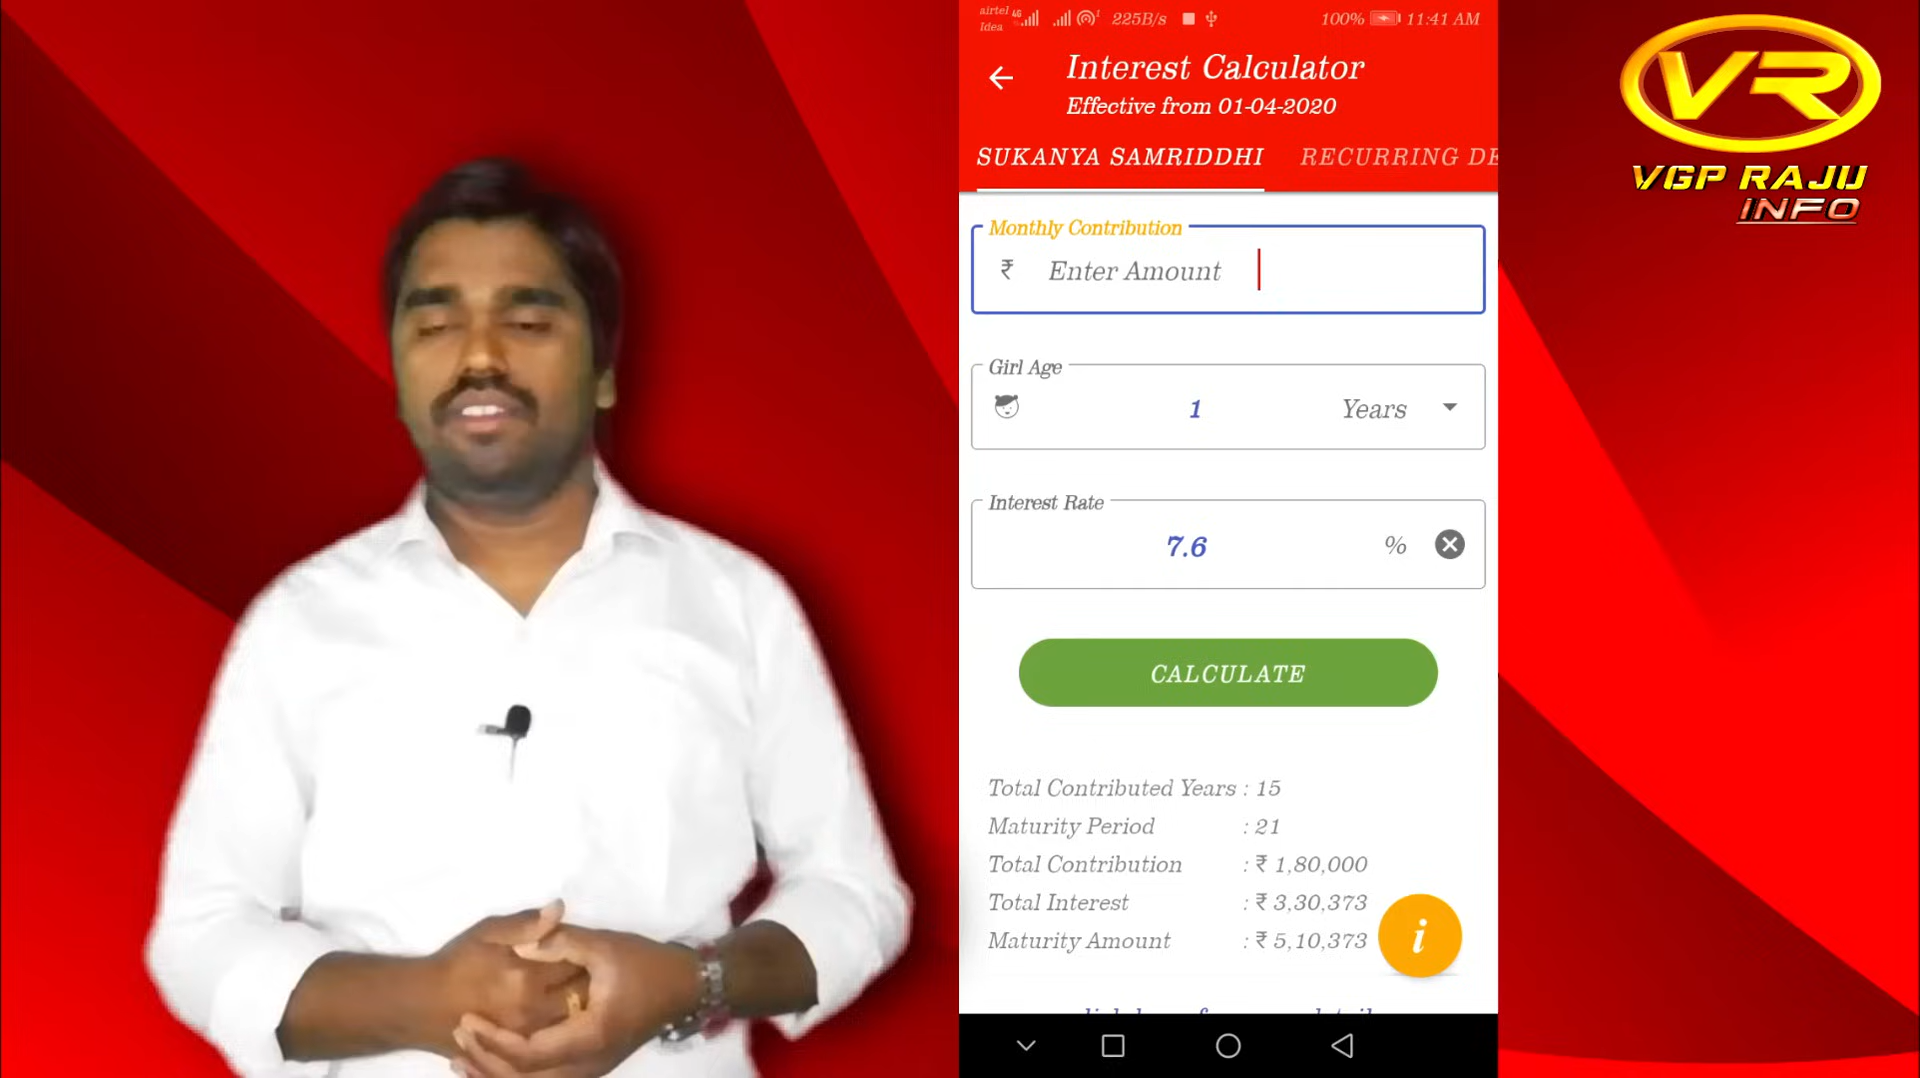 airtel 4G 225B/s 100% 11:41 AM
Idea
Interest Calculator
Effective from 01-04-2020
SUKANYA SAMRIDDHI RECURRING DE
Monthly Contribution
₹ Enter Amount
Girl Age
1 Years
Interest Rate
7.6 %
CALCULATE
Total Contributed Years : 15
Maturity Period : 21
Total Contribution : ₹ 1,80,000
Total Interest : ₹ 3,30,373
Maturity Amount : ₹ 5,10,373
i
VR
VGP RAJU
INFO